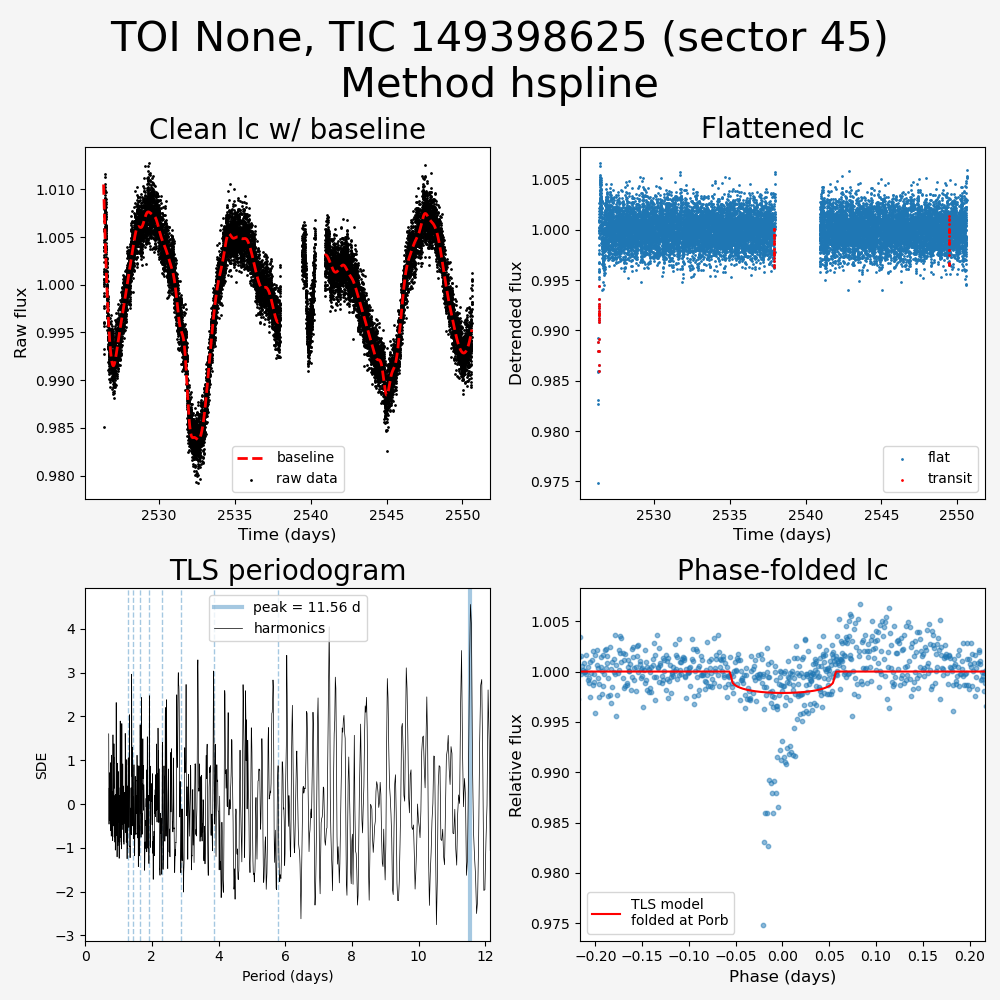 TOI None, TIC 149398625 (sector 45)
Method hspline
Clean lc w/ baseline
Raw flux
1.010
1.005
1.000
0.995
0.990
0.985
0.980
baseline
raw data
2530
2535
2540
2545
2550
Time (days)
Flattened lc
Detrended flux
1.005
1.000
0.995
0.990
0.985
0.980
0.975
flat
transit
2530
2535
2540
2545
2550
Time (days)
TLS periodogram
SDE
4
3
2
1
0
−1
−2
−3
peak = 11.56 d
harmonics
0
2
4
6
8
10
12
Period (days)
Phase-folded lc
Relative flux
1.005
1.000
0.995
0.990
0.985
0.980
0.975
TLS model
folded at Porb
−0.20
−0.15
−0.10
−0.05
0.00
0.05
0.10
0.15
0.20
Phase (days)